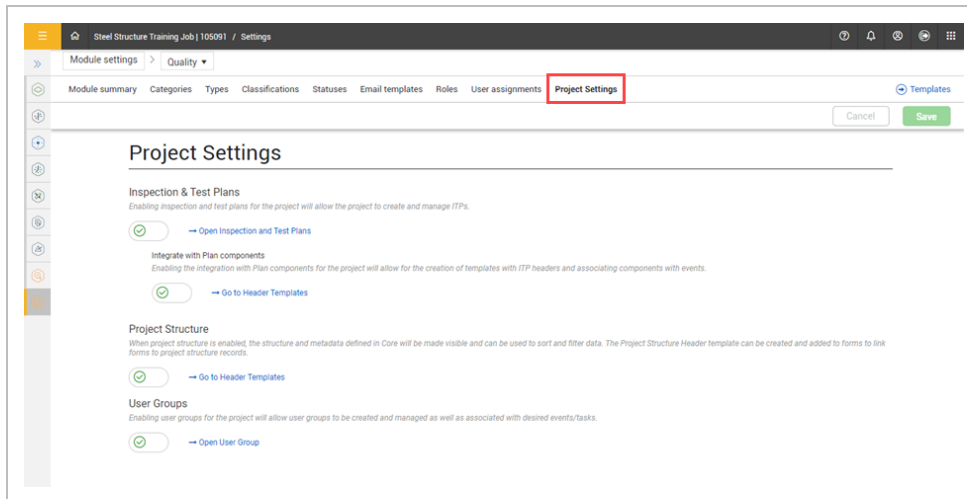 Steel Structure Training Job | 105091 / Settings
Module settings > Quality ▾
Module summary Categories Types Classifications Statuses Email templates Roles User assignments Project Settings Templates
Cancel Save
Project Settings
Inspection & Test Plans
Enabling inspection and test plans for the project will allow the project to create and manage ITPs.
→ Open Inspection and Test Plans
Integrate with Plan components
Enabling the integration with Plan components for the project will allow for the creation of templates with ITP headers and associating components with events.
→ Go to Header Templates
Project Structure
When project structure is enabled, the structure and metadata defined in Core will be made visible and can be used to sort and filter data. The Project Structure Header template can be created and added to forms to link
forms to project structure records.
→ Go to Header Templates
User Groups
Enabling user groups for the project will allow user groups to be created and managed as well as associated with desired events/tasks.
→ Open User Group